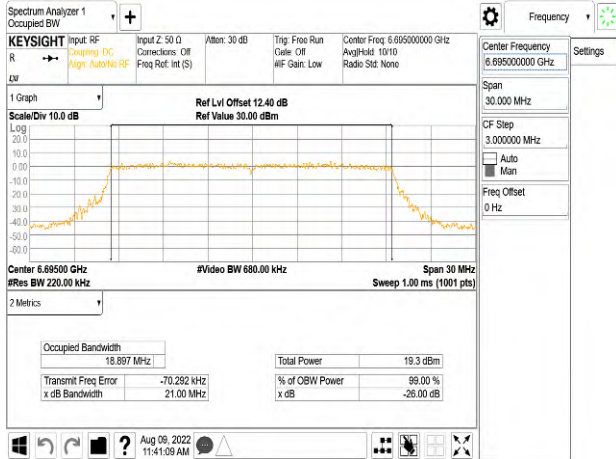 Spectrum Analyzer 1
Occupied BW
+
Frequency
KEYSIGHT
R
Input: RF
Coupling: DC
Align: Auto/No RF
Input Z: 50 Ω
Corrections: Off
Freq Ref: Int (S)
Atten: 30 dB
Trig: Free Run
Gate: Off
#IF Gain: Low
Center Freq: 6.695000000 GHz
Avg|Hold: 10/10
Radio Std: None
Center Frequency
6.695000000 GHz
Settings
Span
30.000 MHz
CF Step
3.000000 MHz
Auto
Man
Freq Offset
0 Hz
1 Graph
Scale/Div 10.0 dB
Ref Lvl Offset 12.40 dB
Ref Value 30.00 dBm
Log
20.0
10.0
0.00
-10.0
-20.0
-30.0
-40.0
-50.0
-60.0
Center 6.69500 GHz
#Res BW 220.00 kHz
#Video BW 680.00 kHz
Span 30 MHz
Sweep 1.00 ms (1001 pts)
2 Metrics
Occupied Bandwidth
18.897 MHz
Total Power 19.3 dBm
Transmit Freq Error -70.292 kHz
% of OBW Power 99.00 %
x dB Bandwidth 21.00 MHz
x dB -26.00 dB
?
Aug 09, 2022
11:41:09 AM